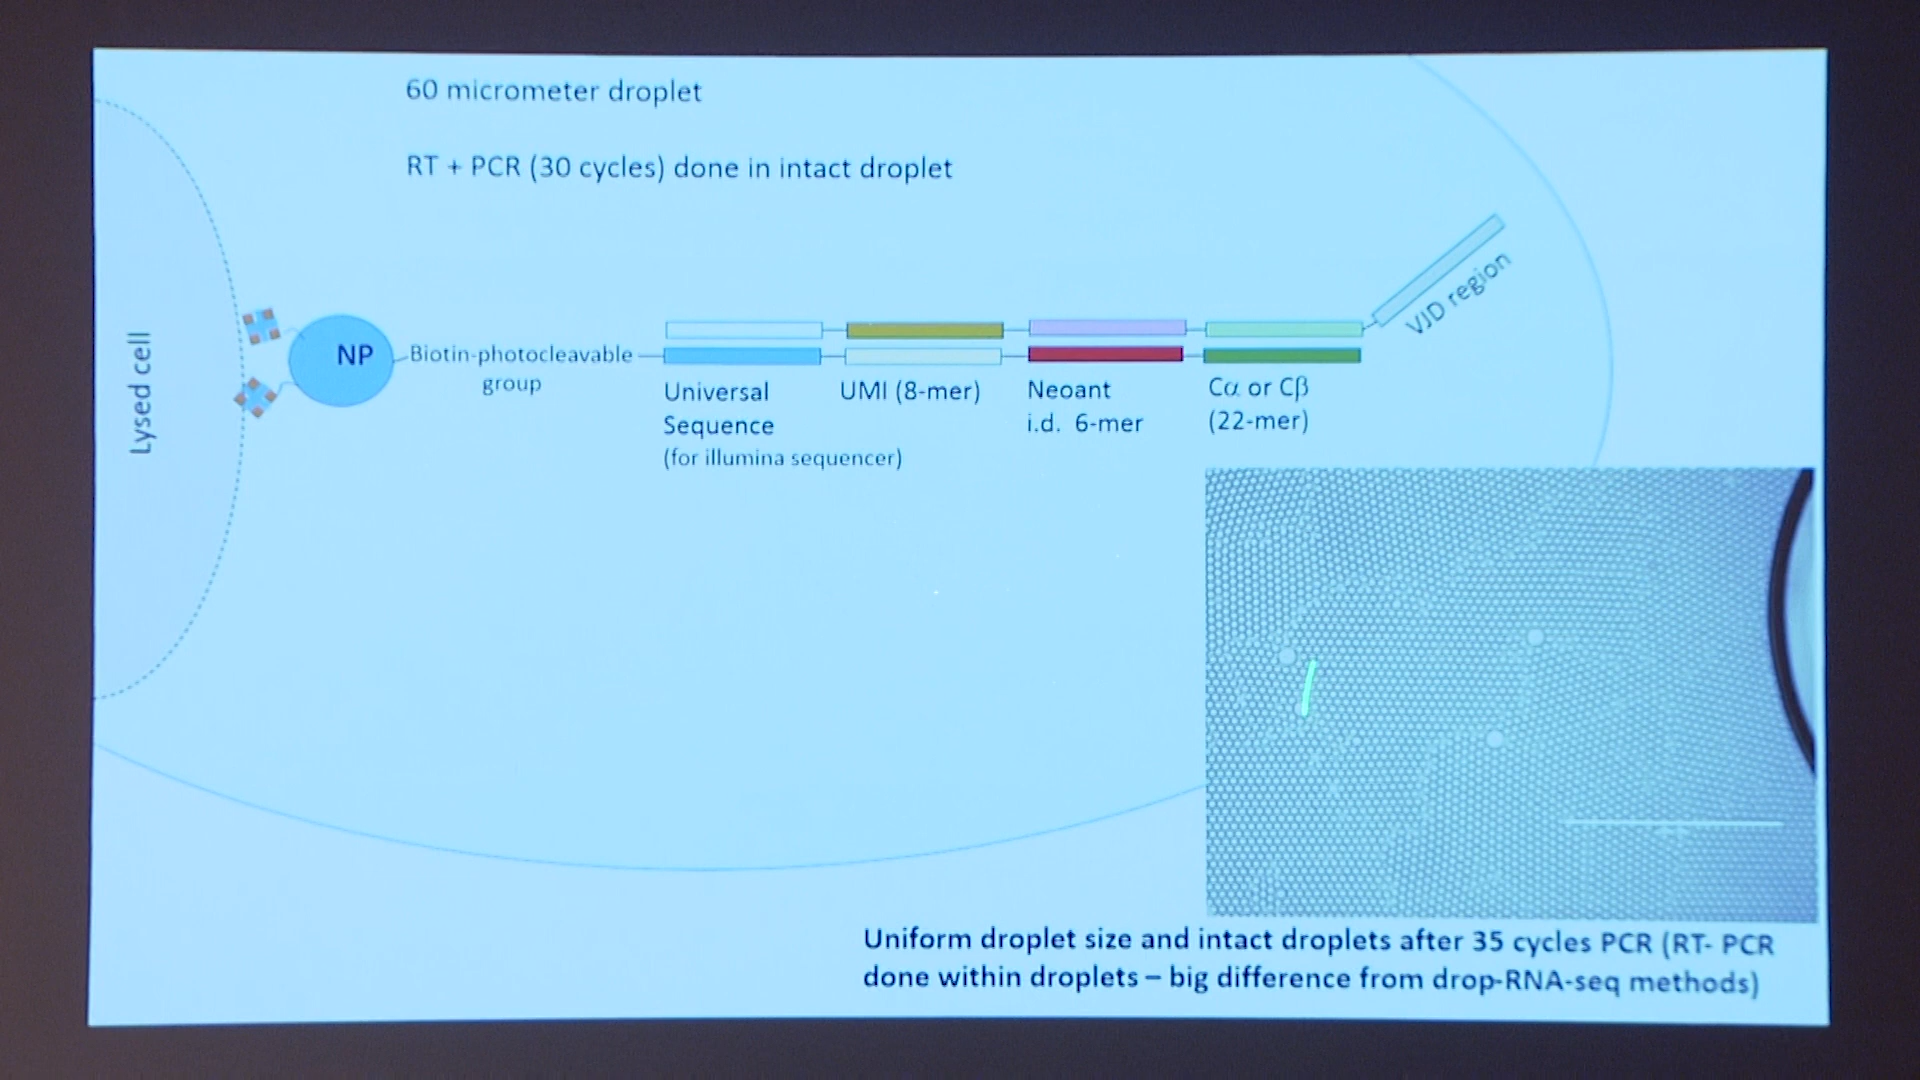 60 micrometer droplet
RT + PCR (30 cycles) done in intact droplet
Lysed cell
NP
Biotin-photocleavable
group
Universal
Sequence
(for illumina sequencer)
UMI (8-mer)
Neoant
i.d. 6-mer
Cα or Cβ
(22-mer)
VJD region
Uniform droplet size and intact droplets after 35 cycles PCR (RT- PCR
done within droplets – big difference from drop-RNA-seq methods)